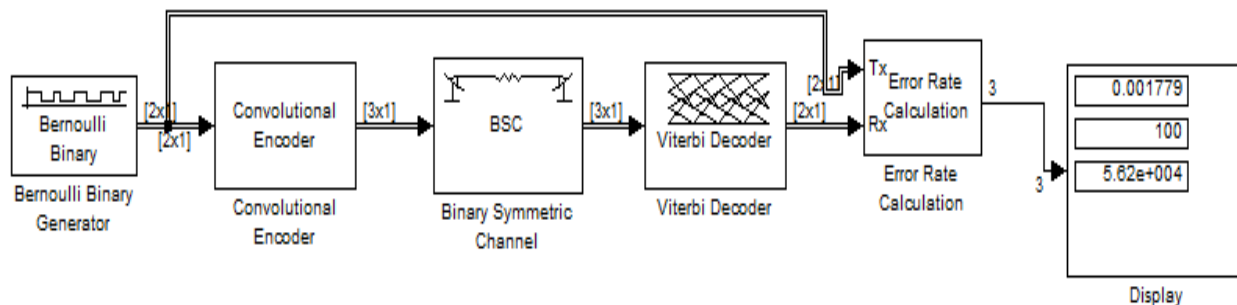 Bernoulli
Binary
Bernoulli Binary
Generator
[2x1]
[2x1]
Convolutional
Encoder
Convolutional
Encoder
[3x1]
BSC
Binary Symmetric
Channel
[3x1]
Viterbi Decoder
Viterbi Decoder
[2x1]
[2x1]
Tx
Rx
Error Rate
Calculation
Error Rate
Calculation
3
3
0.001779
100
5.62e+004
Display